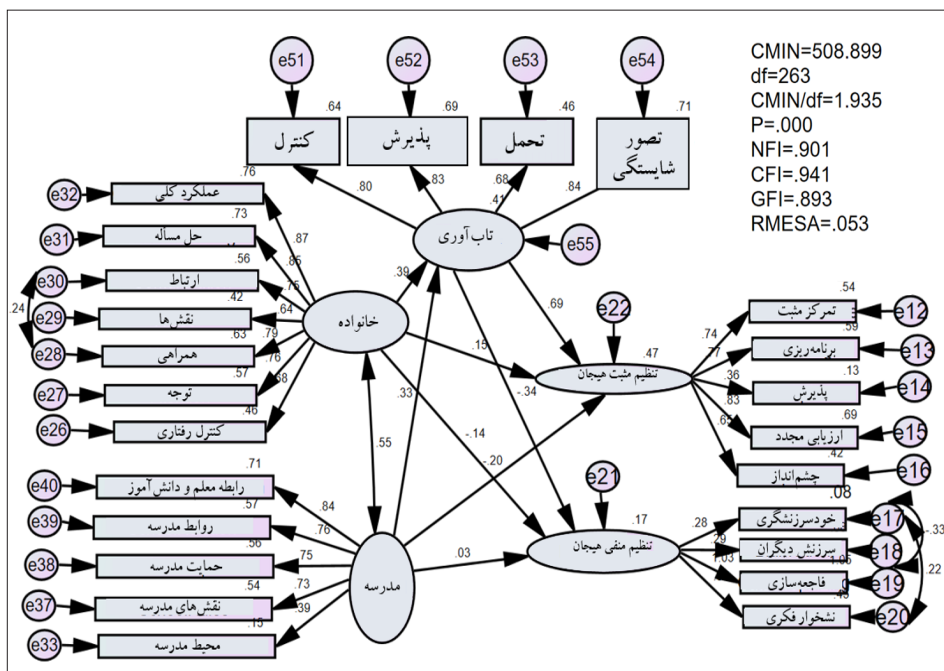 CMIN=508.899
df=263
CMIN/df=1.935
P=.000
NFI=.901
CFI=.941
GFI=.893
RMESA=.053
e51
e52
e53
e54
.64
.69
.46
.71
کنترل
پذیرش
تحمل
تصور
شایستگی
.80
.83
.68
.84
.41
تاب‌آوری
e55
e32
.76
عملکرد کلی
.87
e31
.73
حل مسأله
.85
e30
.56
ارتباط
.75
e29
.42
نقش‌ها
.64
e28
.63
همراهی
.79
e27
.57
توجه
.76
e26
.46
کنترل رفتاری
.24
خانواده
.39
.33
.15
-.34
.69
-.14
-.20
.55
.03
e40
.71
رابطه معلم و دانش‌آموز
.84
e39
.57
روابط مدرسه
.76
e38
.56
حمایت مدرسه
.75
e37
.54
نقش‌های مدرسه
.73
e33
.15
محیط مدرسه
.39
مدرسه
e22
.47
تنظیم مثبت هیجان
.74
.77
.36
.83
.65
.54
تمرکز مثبت
e12
.59
برنامه‌ریزی
e13
.13
پذیرش
e14
.69
ارزیابی مجدد
e15
.42
چشم‌انداز
e16
e21
.17
تنظیم منفی هیجان
.28
.29
1.03
.08
خودسرزنشگری
e17
سرزنش دیگران
e18
1.05
فاجعه‌سازی
e19
نشخوار فکری
e20
-.33
.22